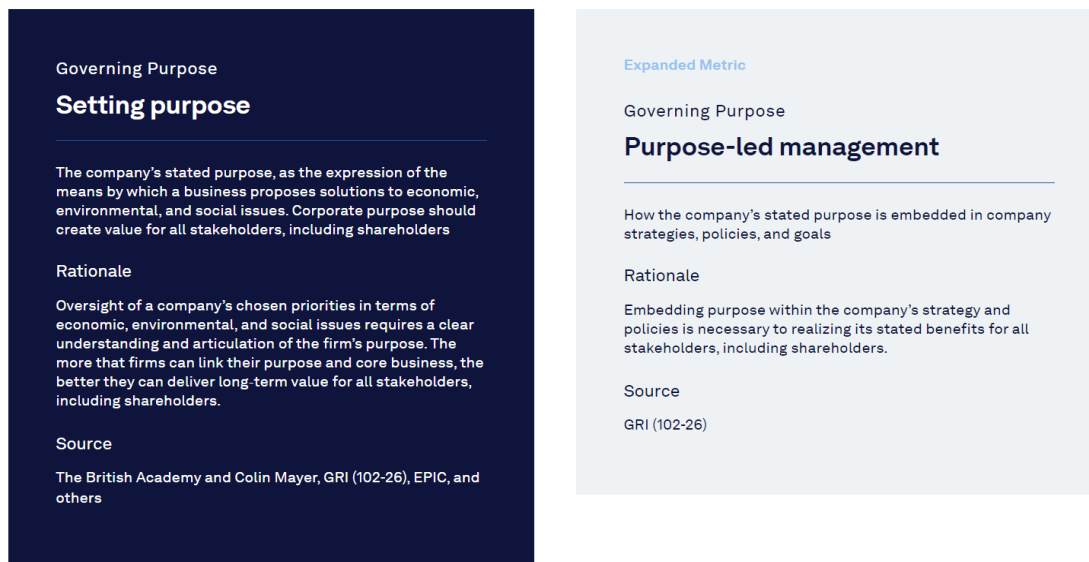 Governing Purpose
Setting purpose
The company's stated purpose, as the expression of the
means by which a business proposes solutions to economic,
environmental, and social issues. Corporate purpose should
create value for all stakeholders, including shareholders
Rationale
Oversight of a company's chosen priorities in terms of
economic, environmental, and social issues requires a clear
understanding and articulation of the firm's purpose. The
more that firms can link their purpose and core business, the
better they can deliver long-term value for all stakeholders,
including shareholders.
Source
The British Academy and Colin Mayer, GRI (102-26), EPIC, and
others
Expanded Metric
Governing Purpose
Purpose-led management
How the company's stated purpose is embedded in company
strategies, policies, and goals
Rationale
Embedding purpose within the company's strategy and
policies is necessary to realizing its stated benefits for all
stakeholders, including shareholders.
Source
GRI (102-26)